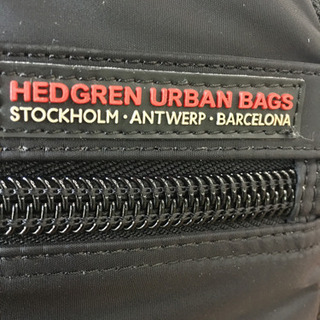 HEDGREN URBAN BAGS
STOCKHOLM · ANTWERP · BARCELONA